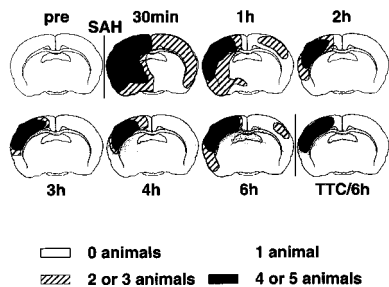 pre SAH 30min 1h 2h
3h 4h 6h TTC/6h
0 animals 1 animal
2 or 3 animals 4 or 5 animals